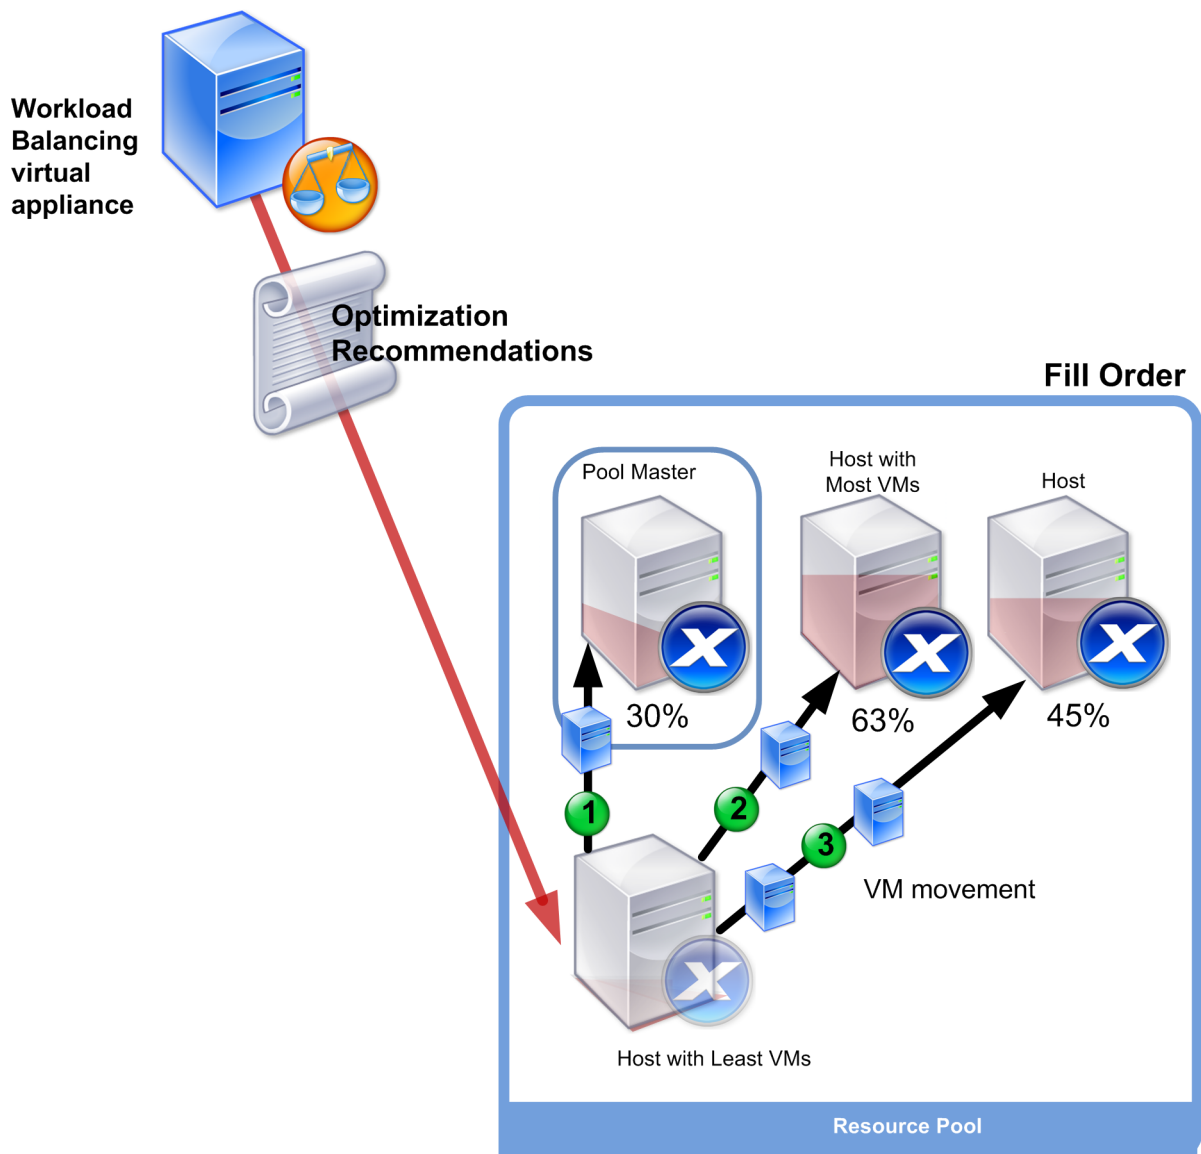 Workload
Balancing
virtual
appliance
Optimization
Recommendations
Fill Order
Pool Master
Host with
Most VMs
Host
X
X
X
30%
63%
45%
1
2
3
VM movement
X
Host with Least VMs
Resource Pool